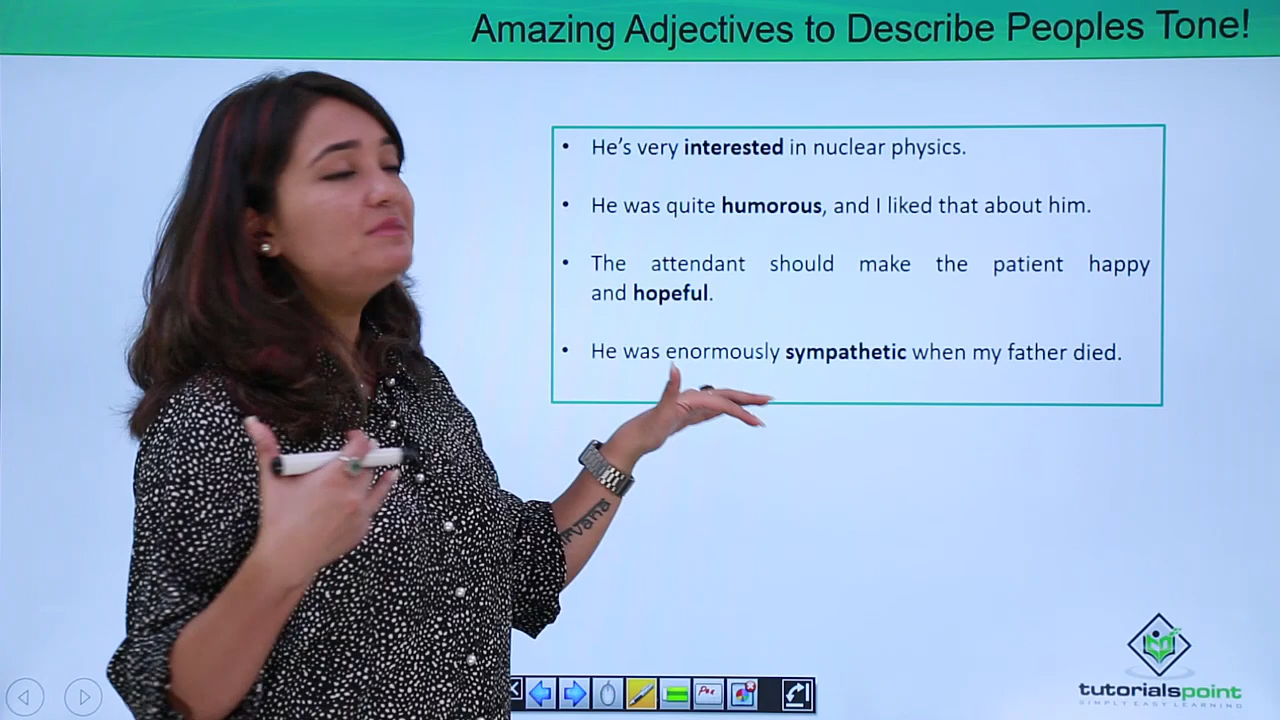 Amazing Adjectives to Describe Peoples Tone!
• He's very interested in nuclear physics.
• He was quite humorous, and I liked that about him.
• The attendant should make the patient happy
and hopeful.
• He was enormously sympathetic when my father died.
tutorialspoint
SIMPLY EASY LEARNING